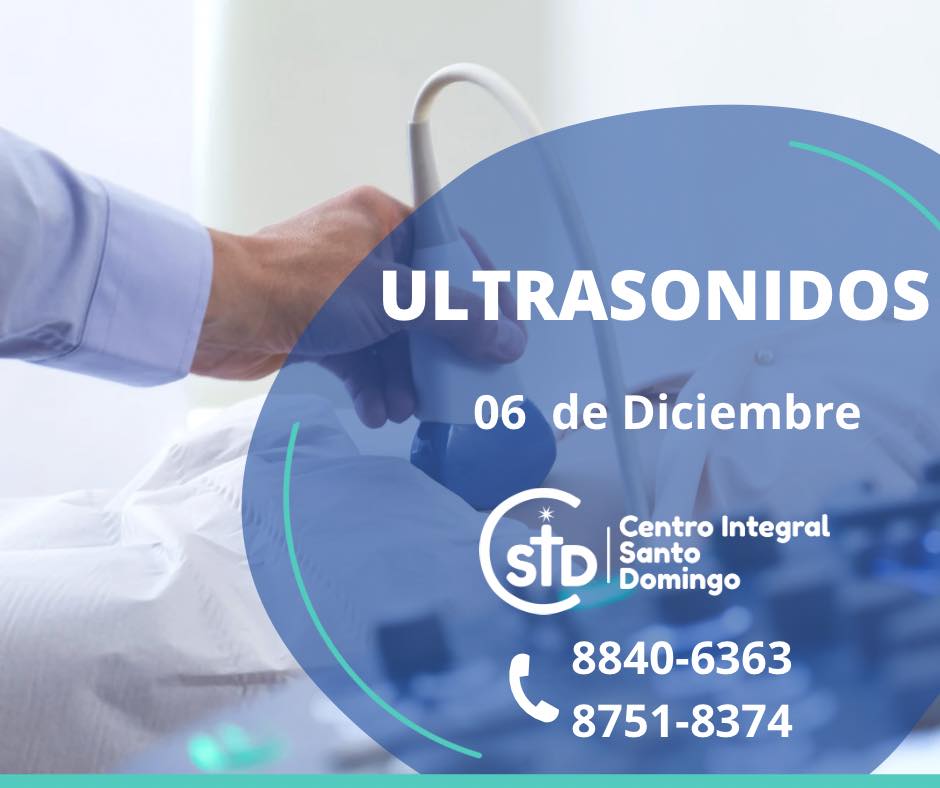 ULTRASONIDOS
06 de Diciembre
STD
Centro Integral
Santo
Domingo
8840-6363
8751-8374